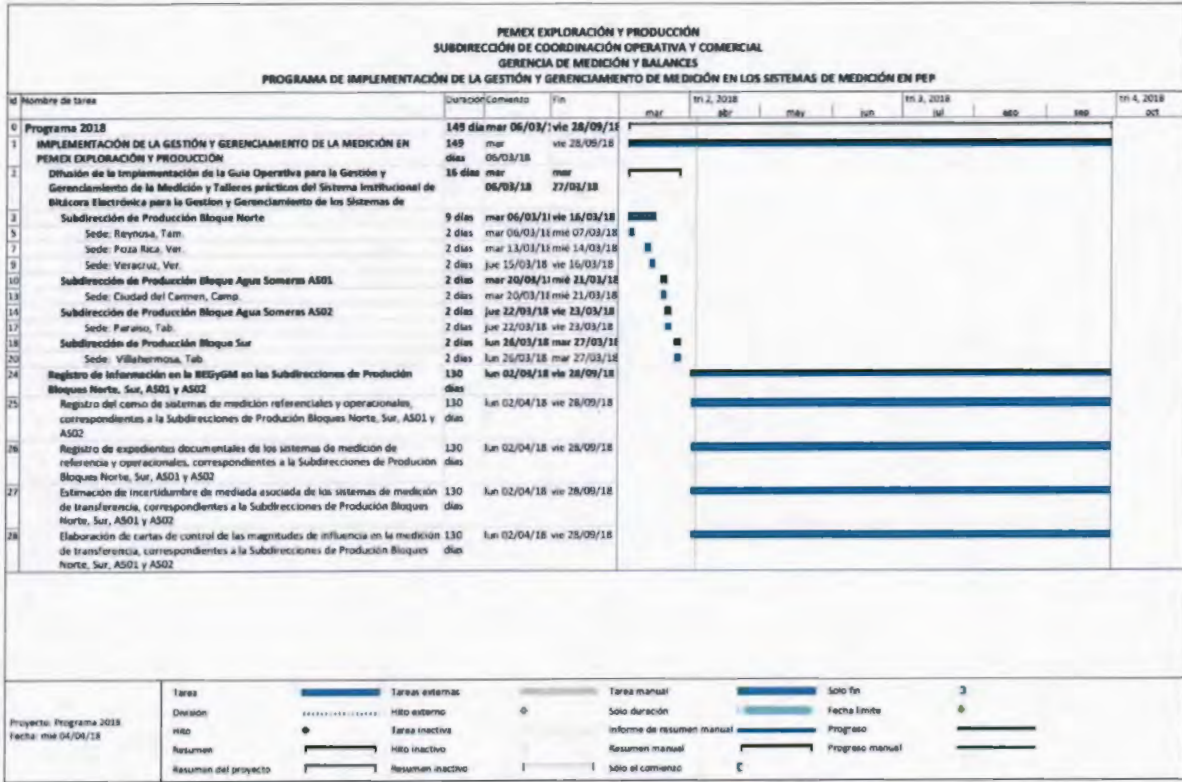 PEMEX EXPLORACIÓN Y PRODUCCIÓN
SUBDIRECCIÓN DE COORDINACIÓN OPERATIVA Y COMERCIAL
GERENCIA DE MEDICIÓN Y BALANCES
PROGRAMA DE IMPLEMENTACIÓN DE LA GESTIÓN Y GERENCIAMIENTO DE MEDICIÓN EN LOS SISTEMAS DE MEDICIÓN EN PEP
Id Nombre de tarea Duración Comienzo Fin tri 2, 2018 tri 3, 2018 tri 4, 2018
mar abr may jun jul ago sep oct
0 Programa 2018 149 día mar 06/03/1 vie 28/09/18
1 IMPLEMENTACIÓN DE LA GESTIÓN Y GERENCIAMIENTO DE LA MEDICIÓN EN 149 mar vie 28/09/18
PEMEX EXPLORACIÓN Y PRODUCCIÓN días 06/03/18
2 Difusión de la Implementación de la Guía Operativa para la Gestión y 16 días mar mar
Gerenciamiento de la Medición y Talleres prácticos del Sistema Institucional de 06/03/18 27/03/18
Bitácora Electrónica para la Gestion y Gerenciamiento de los Sistemas de
3 Subdirección de Producción Bloque Norte 9 días mar 06/03/1 vie 16/03/18
5 Sede: Reynosa, Tam. 2 días mar 06/03/18 mié 07/03/18
7 Sede: Poza Rica, Ver. 2 días mar 13/03/18 mié 14/03/18
9 Sede: Veracruz, Ver. 2 días jue 15/03/18 vie 16/03/18
10 Subdirección de Producción Bloque Agua Someras AS01 2 días mar 20/03/1 mié 21/03/18
13 Sede: Ciudad del Carmen, Camp. 2 días mar 20/03/18 mié 21/03/18
14 Subdirección de Producción Bloque Agua Someras AS02 2 días jue 22/03/18 vie 23/03/18
17 Sede: Paraiso, Tab. 2 días jue 22/03/18 vie 23/03/18
18 Subdirección de Producción Bloque Sur 2 días lun 26/03/18 mar 27/03/18
20 Sede: Villahermosa, Tab 2 días lun 26/03/18 mar 27/03/18
24 Registro de información en la BEGyGM en las Subdirecciones de Produción 130 lun 02/04/18 vie 28/09/18
Bloques Norte, Sur, AS01 y AS02 días
25 Registro del censo de sistemas de medición referenciales y operacionales, 130 lun 02/04/18 vie 28/09/18
correspondientes a la Subdirecciones de Produción Bloques Norte, Sur, AS01 y días
AS02
26 Registro de expedientes documentales de los sistemas de medición de 130 lun 02/04/18 vie 28/09/18
referencia y operacionales, correspondientes a la Subdirecciones de Produción días
Bloques Norte, Sur, AS01 y AS02
27 Estimación de incertidumbre de mediada asociada de los sistemas de medición 130 lun 02/04/18 vie 28/09/18
de transferencia, correspondientes a la Subdirecciones de Produción Bloques días
Norte, Sur, AS01 y AS02
28 Elaboración de cartas de control de las magnitudes de influencia en la medición 130 lun 02/04/18 vie 28/09/18
de transferencia, correspondientes a la Subdirecciones de Produción Bloques días
Norte, Sur, AS01 y AS02
Proyecto: Programa 2018
Fecha: mié 04/04/18
Tarea Tareas externas Tarea manual Solo fin
División Hito externo Solo duración Fecha límite
Hito Tarea inactiva Informe de resumen manual Progreso
Resumen Hito inactivo Resumen manual Progreso manual
Resumen del proyecto Resumen inactivo Sólo el comienzo